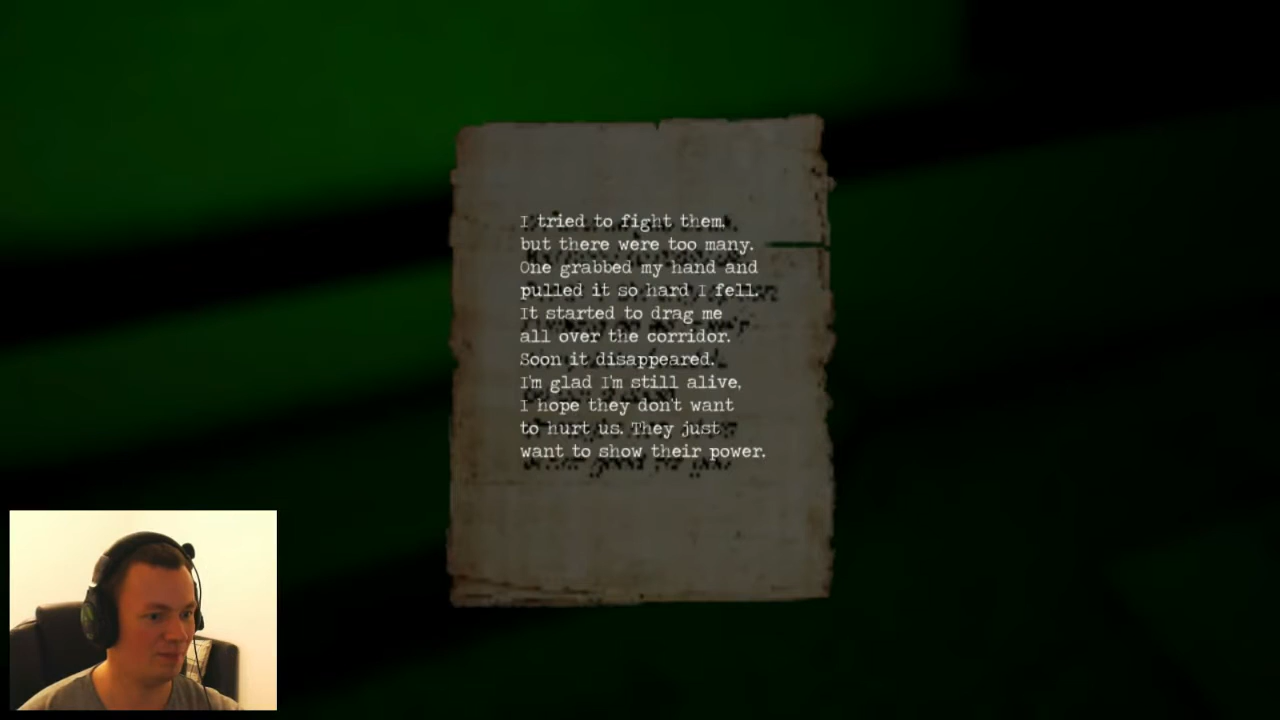 I tried to fight them,
but there were too many.
One grabbed my hand and
pulled it so hard I fell.
It started to drag me
all over the corridor.
Soon it disappeared.
I'm glad I'm still alive,
I hope they don't want
to hurt us. They just
want to show their power.